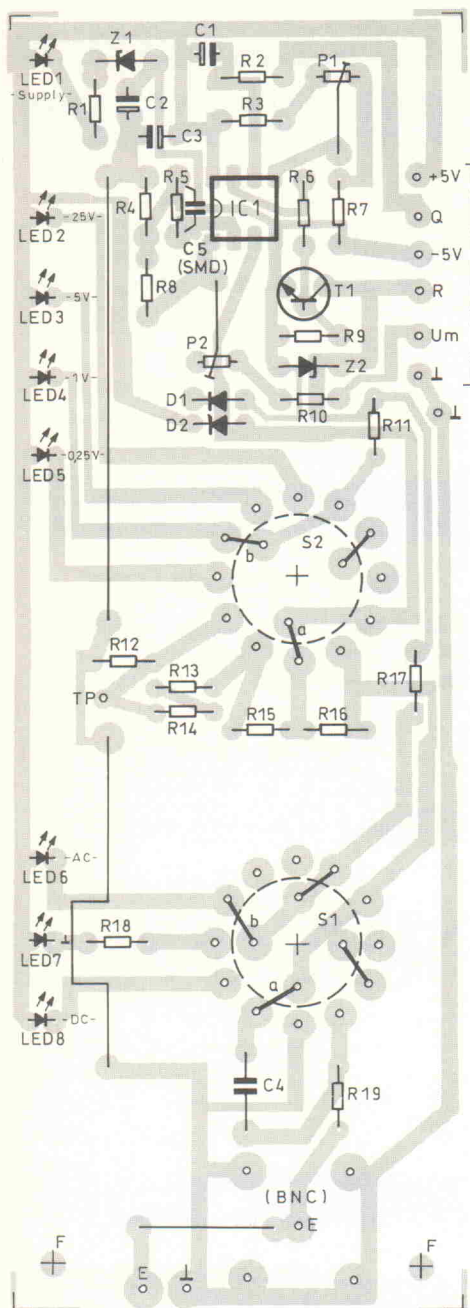 C1
Z1
R2
P1
LED1
-Supply-
R1
C2
R3
C3
R5
R4
IC1
R6
R7
+5V
Q
-5V
R
Um
⊥
⊥
LED2
-25V-
C5
(SMD)
R8
T1
LED3
-5V-
R9
P2
Z2
LED4
-1V-
D1
R10
D2
R11
LED5
-0,25V-
S2
b
a
R12
R13
R17
TP
R14
R15
R16
LED6
-AC-
b
S1
LED7
⊥
R18
a
LED8
-DC-
C4
R19
(BNC)
E
F
F
E
⊥